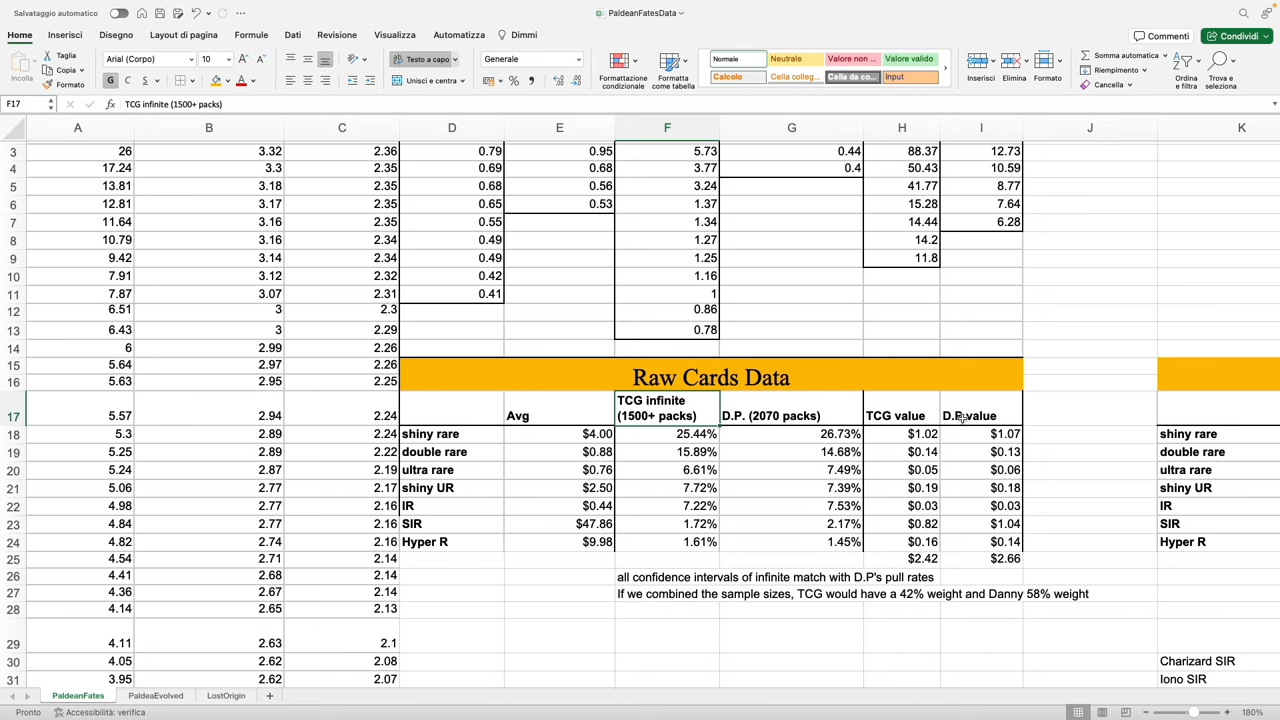 Salvataggio automatico
PaldeanFatesData
Home Inserisci Disegno Layout di pagina Formule Dati Revisione Visualizza Automatizza Dimmi
Commenti Condividi
Incolla
Taglia
Copia
Formato
Arial (Corpo) 10 A A
G C S A
Testo a capo
Unisci e centra
Generale
Formattazione condizionale
Formatta come tabella
Normale Neutrale Valore non ... Valore valido
Calcolo Cella colleg... Cella da co... Input
Inserisci Elimina Formato
Somma automatica
Riempimento
Cancella
Ordina e filtra
Trova e seleziona
F17 fx TCG infinite (1500+ packs)
A B C D E F G H I J K
3 26 3.32 2.36 0.79 0.95 5.73 0.44 88.37 12.73
4 17.24 3.3 2.35 0.69 0.68 3.77 0.4 50.43 10.59
5 13.81 3.18 2.35 0.68 0.56 3.24 41.77 8.77
6 12.81 3.17 2.35 0.65 0.53 1.37 15.28 7.64
7 11.64 3.16 2.35 0.55 1.34 14.44 6.28
8 10.79 3.16 2.34 0.49 1.27 14.2
9 9.42 3.14 2.34 0.49 1.25 11.8
10 7.91 3.12 2.32 0.42 1.16
11 7.87 3.07 2.31 0.41 1
12 6.51 3 2.3 0.86
13 6.43 3 2.29 0.78
14 6 2.99 2.26
15 5.64 2.97 2.26
16 5.63 2.95 2.25
Raw Cards Data
17 5.57 2.94 2.24 Avg TCG infinite (1500+ packs) D.P. (2070 packs) TCG value D.P. value
18 5.3 2.89 2.24 shiny rare $4.00 25.44% 26.73% $1.02 $1.07 shiny rare
19 5.25 2.89 2.22 double rare $0.88 15.89% 14.68% $0.14 $0.13 double rare
20 5.24 2.87 2.19 ultra rare $0.76 6.61% 7.49% $0.05 $0.06 ultra rare
21 5.06 2.77 2.17 shiny UR $2.50 7.72% 7.39% $0.19 $0.18 shiny UR
22 4.98 2.77 2.16 IR $0.44 7.22% 7.53% $0.03 $0.03 IR
23 4.84 2.77 2.16 SIR $47.86 1.72% 2.17% $0.82 $1.04 SIR
24 4.82 2.74 2.16 Hyper R $9.98 1.61% 1.45% $0.16 $0.14 Hyper R
25 4.54 2.71 2.14 $2.42 $2.66
26 4.41 2.68 2.14 all confidence intervals of infinite match with D.P's pull rates
27 4.36 2.67 2.14 If we combined the sample sizes, TCG would have a 42% weight and Danny 58% weight
28 4.14 2.65 2.13
29 4.11 2.63 2.1
30 4.05 2.62 2.08 Charizard SIR
31 3.95 2.62 2.07 Iono SIR
PaldeanFates PaldeaEvolved LostOrigin +
Pronto Accessibilità: verifica 180%